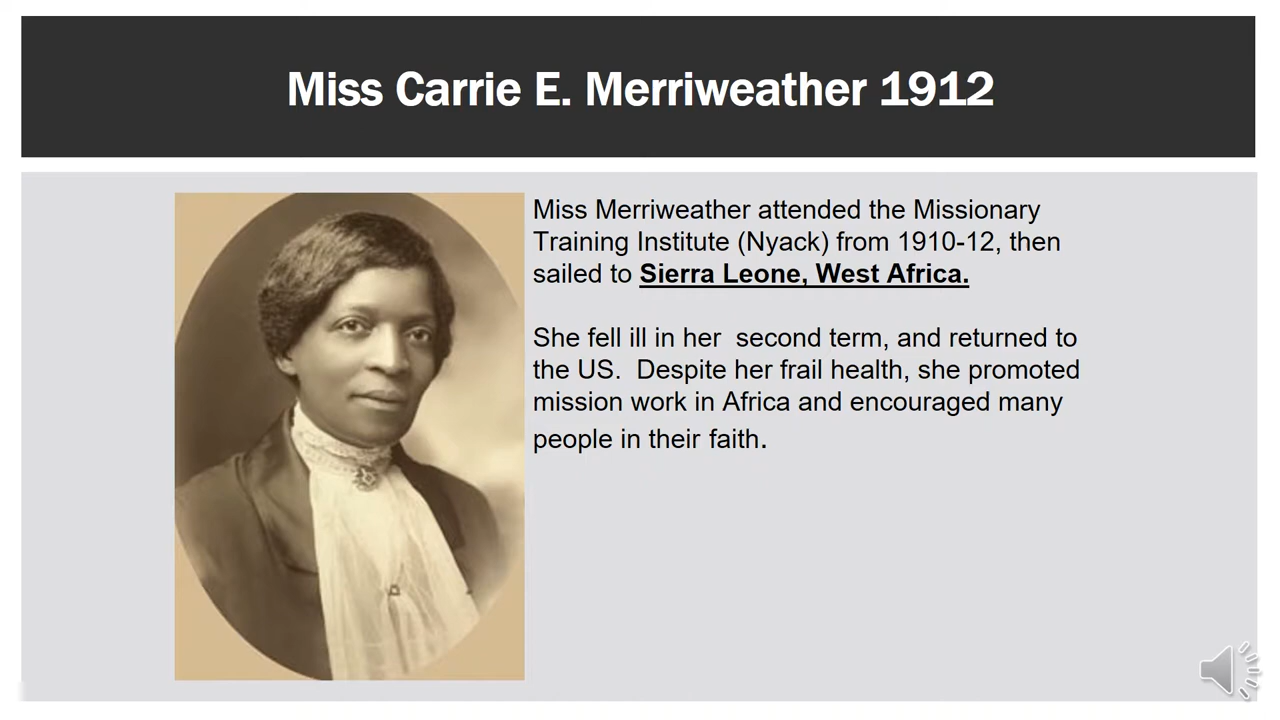 Miss Carrie E. Merriweather 1912
Miss Merriweather attended the Missionary
Training Institute (Nyack) from 1910-12, then
sailed to Sierra Leone, West Africa.
She fell ill in her  second term, and returned to
the US.  Despite her frail health, she promoted
mission work in Africa and encouraged many
people in their faith.